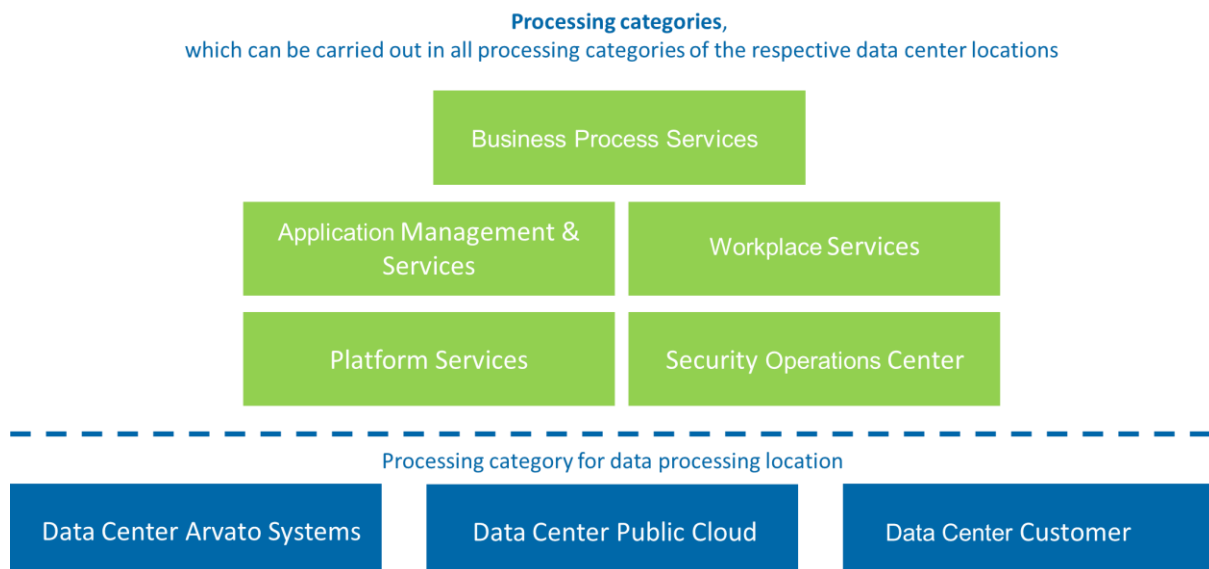 Processing categories,
which can be carried out in all processing categories of the respective data center locations
Business Process Services
Application Management &
Services
Workplace Services
Platform Services
Security Operations Center
Processing category for data processing location
Data Center Arvato Systems
Data Center Public Cloud
Data Center Customer